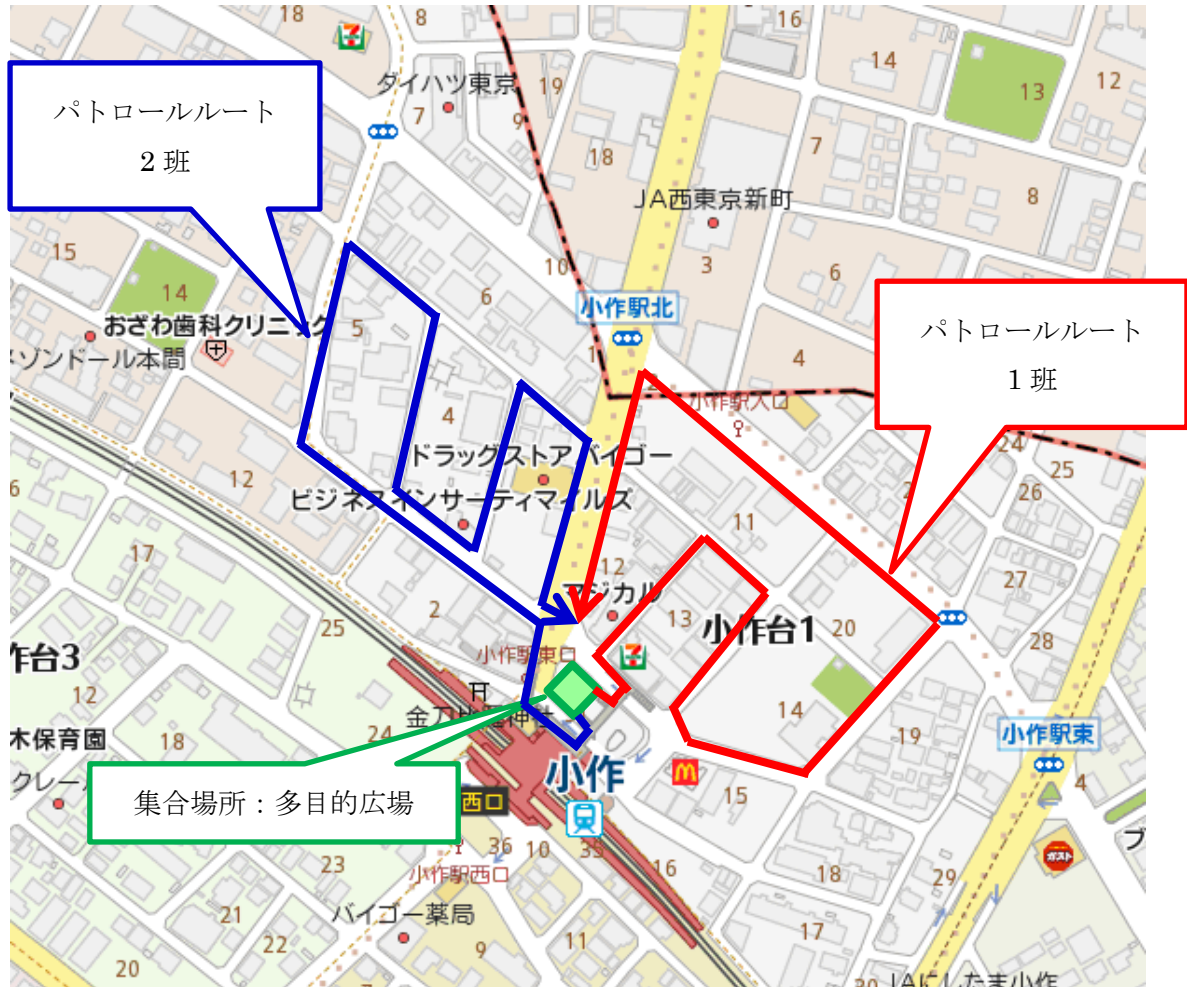 18
8
16
ダイハツ東京
19
14
12
13
7
9
パトロールルート
2 班
18
7
JA西東京新町
8
15
14
10
3
6
6
小作駅北
おざわ歯科クリニック
5
パトロールルート
1 班
メゾンドール本間
4
小作駅入口
4
24
25
ドラッグストア バイゴー
12
ビジネスインサーティマイルズ
26
11
17
12
27
マジカル
2
13
小作台1
20
28
25
作台3
小作駅東口
12
14
24
金刀比羅神社
19
小作駅東
木保育園
18
小作
4
15
集合場所：多目的広場
西口
ガスト
36
10
35
16
18
29
23
小作駅西口
21
バイゴー薬局
22
9
11
17
20
30
JAにしたま小作